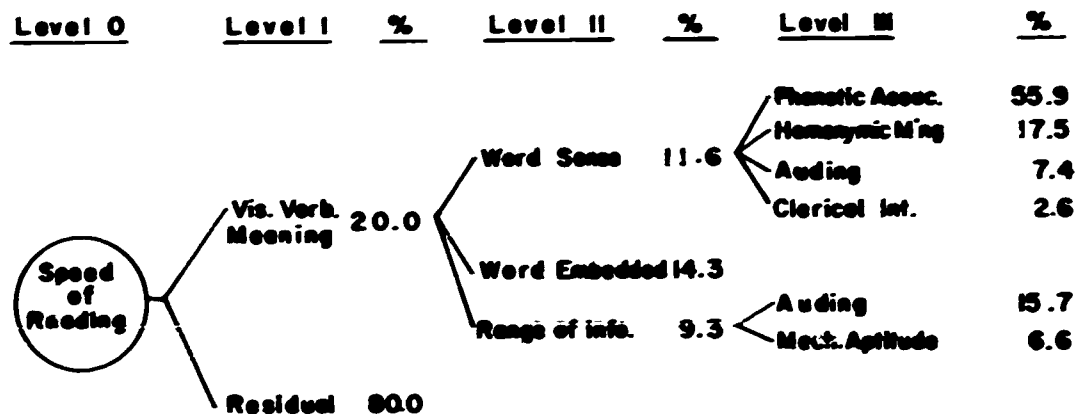 Level 0 Level I % Level II % Level III %
Phonetic Assoc. 55.9
Homonymic M'ng 17.5
Word Sense 11.6
Auding 7.4
Clerical Int. 2.6
Vis. Verb.
Meaning 20.0
Speed
of
Reading
Word Embedded 14.3
Auding 15.7
Range of info. 9.3
Mech. Aptitude 6.6
Residual 80.0